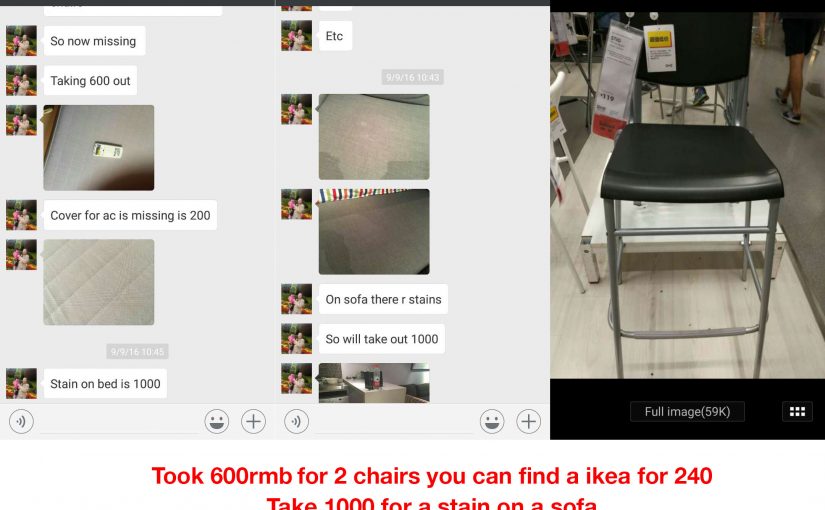 So now missing
Taking 600 out
Cover for ac is missing is 200
9/9/16 10:45
Stain on bed is 1000
Etc
9/9/16 10:43
On sofa there r stains
So will take out 1000
Full image(59K)
Took 600rmb for 2 chairs you can find a ikea for 240
Take 1000 for a stain on a sofa